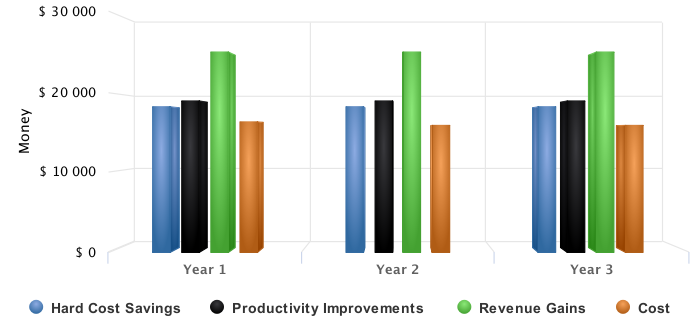 $ 30 000
$ 20 000
$ 10 000
$ 0
Money
Year 1
Year 2
Year 3
Hard Cost Savings
Productivity Improvements
Revenue Gains
Cost